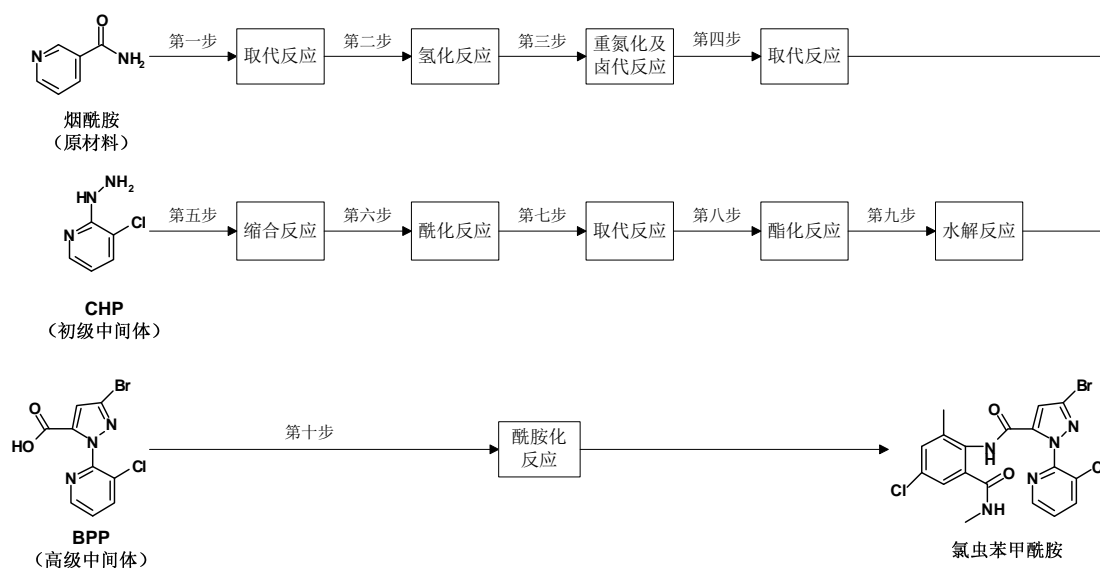 O
N
NH2
第一步
取代反应
第二步
氢化反应
第三步
重氮化及
卤代反应
第四步
取代反应
烟酰胺
(原材料)
NH2
HN
N
Cl
第五步
缩合反应
第六步
酰化反应
第七步
取代反应
第八步
酯化反应
第九步
水解反应
CHP
(初级中间体)
Br
O
HO
N
N
N
Cl
第十步
酰胺化
反应
Br
O
N
H
N
N
N
Cl
O
NH
C
BPP
(高级中间体)
氯虫苯甲酰胺